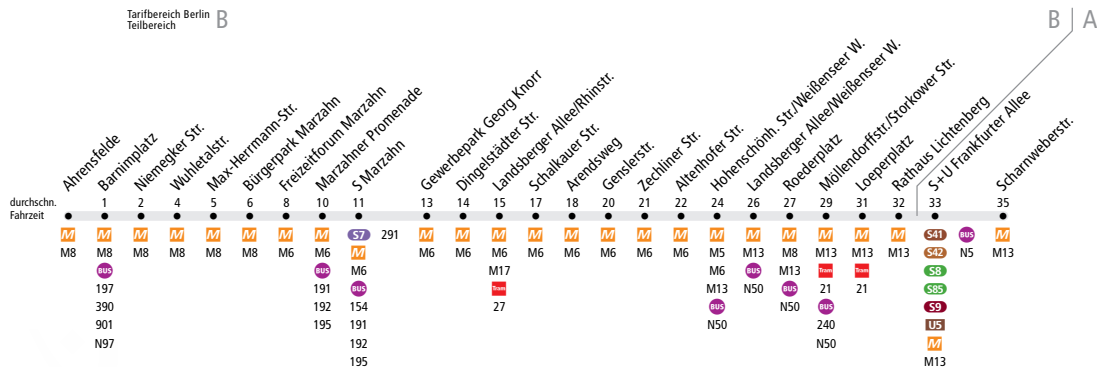 Tarifbereich Berlin
Teilbereich
B
B A
Ahrensfelde
Barnimplatz
Niemegker Str.
Wuhletalstr.
Max-Herrmann-Str.
Bürgerpark Marzahn
Freizeitforum Marzahn
Marzahner Promenade
S Marzahn
Gewerbepark Georg Knorr
Dingelstädter Str.
Landsberger Allee/Rhinstr.
Schalkauer Str.
Arendsweg
Genslerstr.
Zechliner Str.
Altenhofer Str.
Hohenschönh. Str./Weißenseer W.
Landsberger Allee/Weißenseer W.
Roederplatz
Möllendorffstr./Storkower Str.
Loeperplatz
Rathaus Lichtenberg
S+U Frankfurter Allee
Scharnweberstr.
durchschn. 1 2 4 5 6 8 10 11 13 14 15 17 18 20 21 22 24 26 27 29 31 32 33 35
Fahrzeit
M M M M M M M M S7 291 M M M M M M M M M M M M M M S41 BUS M
M8 M8 M8 M8 M8 M8 M6 M6 M M6 M6 M6 M6 M6 M6 M6 M6 M5 M13 M8 M13 M13 M13 S42 N5 M13
BUS BUS M6 M17 M6 BUS M13 Tram Tram S8
197 191 BUS Tram M13 N50 BUS 21 21 S85
390 192 154 27 BUS N50 BUS S9
901 195 191 N50 240 U5
N97 192 N50 M
195 M13